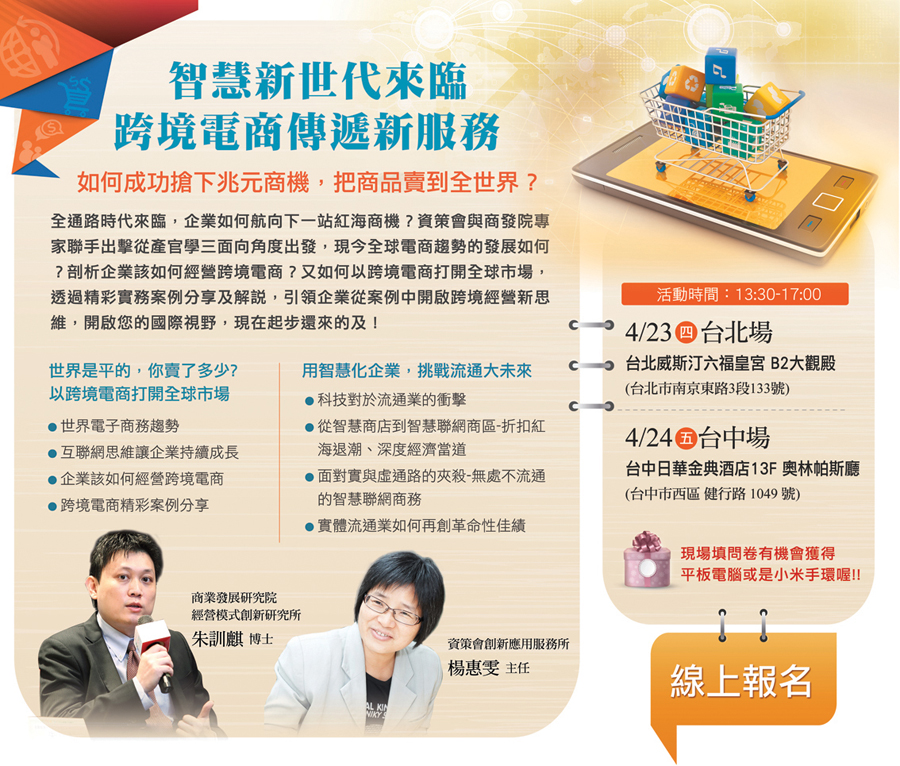 智慧新世代來臨
跨境電商傳遞新服務
如何成功搶下兆元商機，把商品賣到全世界？
全通路時代來臨，企業如何航向下一站紅海商機？資策會與商發院專
家聯手出擊從產官學三面向角度出發，現今全球電商趨勢的發展如何
？剖析企業該如何經營跨境電商？又如何以跨境電商打開全球市場，
透過精彩實務案例分享及解說，引領企業從案例中開啟跨境經營新思
維，開啟您的國際視野，現在起步還來的及！
世界是平的，你賣了多少?
以跨境電商打開全球市場
●世界電子商務趨勢
●互聯網思維讓企業持續成長
●企業該如何經營跨境電商
●跨境電商精彩案例分享
用智慧化企業，挑戰流通大未來
●科技對於流通業的衝擊
●從智慧商店到智慧聯網商區-折扣紅
海退潮、深度經濟當道
●面對實與虛通路的夾殺-無處不流通
的智慧聯網商務
●實體流通業如何再創革命性佳績
商業發展研究院
經營模式創新研究所
朱訓麒 博士
資策會創新應用服務所
楊惠雯 主任
活動時間：13:30-17:00
4/23 四 台北場
台北威斯汀六福皇宮 B2大觀殿
(台北市南京東路3段133號)
4/24 五 台中場
台中日華金典酒店13F 奧林帕斯廳
(台中市西區 健行路 1049 號)
現場填問卷有機會獲得
平板電腦或是小米手環喔!!
線上報名